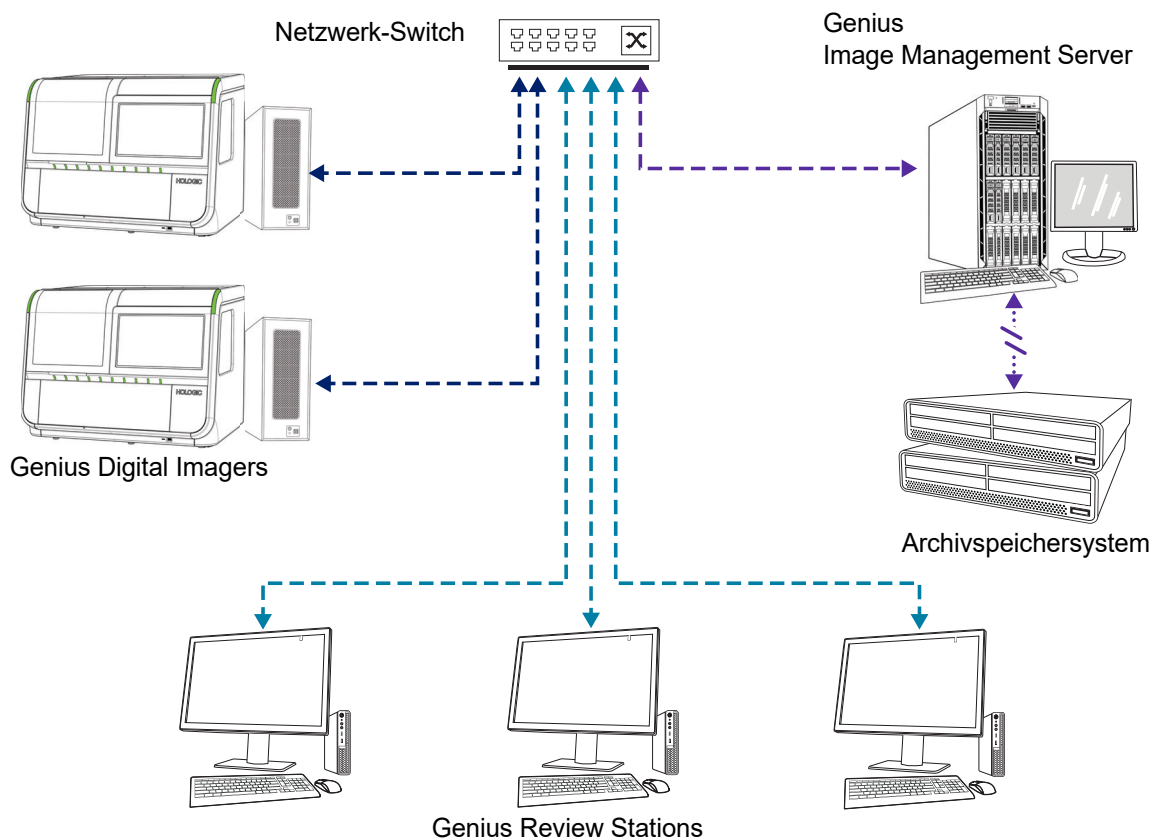 Netzwerk-Switch
Genius
Image Management Server
HOLOGIC
HOLOGIC
Genius Digital Imagers
Archivspeichersystem
Genius Review Stations